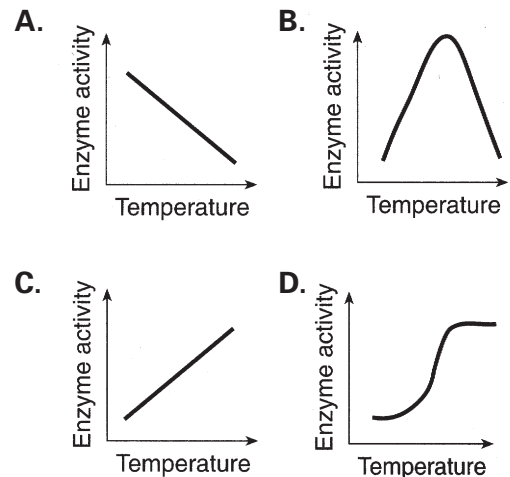 A.
Enzyme activity
Temperature
B.
Enzyme activity
Temperature
C.
Enzyme activity
Temperature
D.
Enzyme activity
Temperature